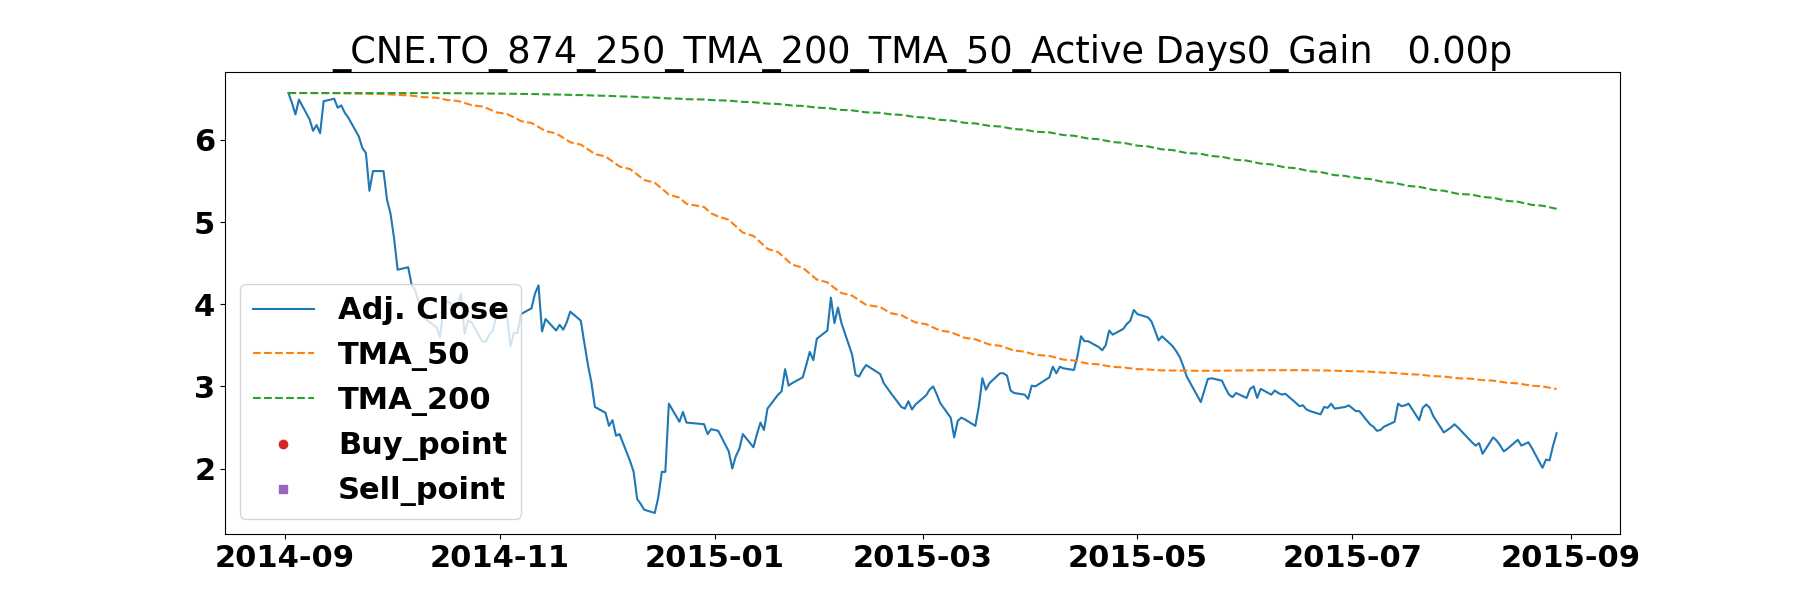 _CNE.TO_874_250_TMA_200_TMA_50_Active Days0_Gain   0.00p
6
5
4
3
2
Adj. Close
TMA_50
TMA_200
Buy_point
Sell_point
2014-09 2014-11 2015-01 2015-03 2015-05 2015-07 2015-09